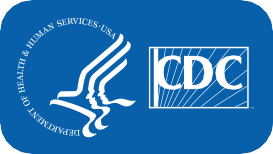 DEPARTMENT OF HEALTH & HUMAN SERVICES·USA
CDC